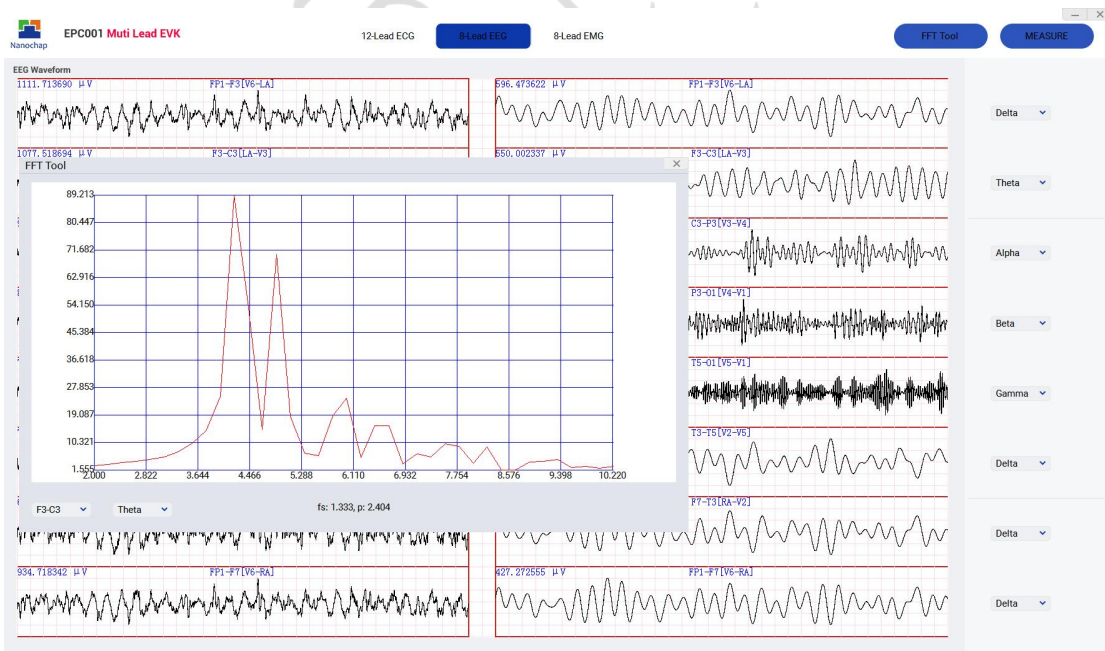 Nanochap
EPC001 Muti Lead EVK
12-Lead ECG
8-Lead EEG
8-Lead EMG
FFT Tool
MEASURE
EEG Waveform
1111.713690 μV
FP1-F3[V6-LA]
596.473622 μV
FP1-F3[V6-LA]
Delta
1077.518694 μV
F3-C3[LA-V3]
550.002337 μV
F3-C3[LA-V3]
Theta
FFT Tool
89.213
80.447
71.682
62.916
54.150
45.384
36.618
27.853
19.087
10.321
1.555
2.000
2.822
3.644
4.466
5.288
6.110
6.932
7.754
8.576
9.398
10.220
F3-C3
Theta
fs: 1.333, p: 2.404
C3-P3[V3-V4]
Alpha
P3-O1[V4-V1]
Beta
T5-O1[V5-V1]
Gamma
T3-T5[V2-V5]
Delta
F7-T3[RA-V2]
Delta
934.718342 μV
FP1-F7[V6-RA]
427.272555 μV
FP1-F7[V6-RA]
Delta